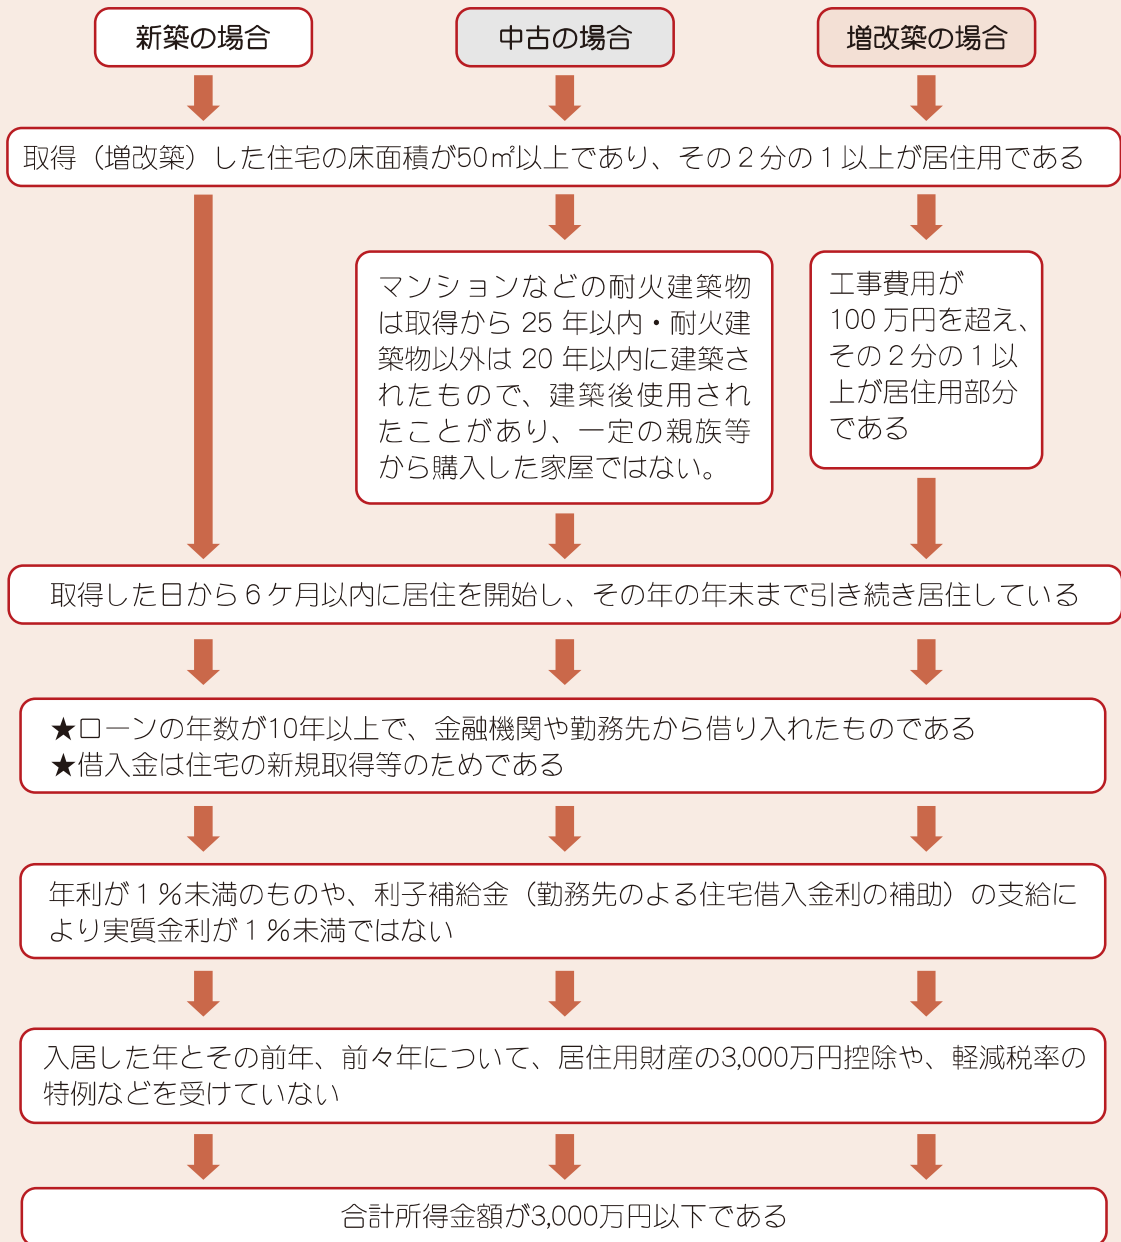 新築の場合
中古の場合
増改築の場合
取得（増改築）した住宅の床面積が50㎡以上であり、その２分の１以上が居住用である
マンションなどの耐火建築物
は取得から 25 年以内・耐火建
築物以外は 20 年以内に建築さ
れたもので、建築後使用され
たことがあり、一定の親族等
から購入した家屋ではない。
工事費用が
100 万円を超え、
その２分の１以
上が居住用部分
である
取得した日から６ケ月以内に居住を開始し、その年の年末まで引き続き居住している
★ローンの年数が10年以上で、金融機関や勤務先から借り入れたものである
★借入金は住宅の新規取得等のためである
年利が１％未満のものや、利子補給金（勤務先のよる住宅借入金利の補助）の支給に
より実質金利が１％未満ではない
入居した年とその前年、前々年について、居住用財産の3,000万円控除や、軽減税率の
特例などを受けていない
合計所得金額が3,000万円以下である